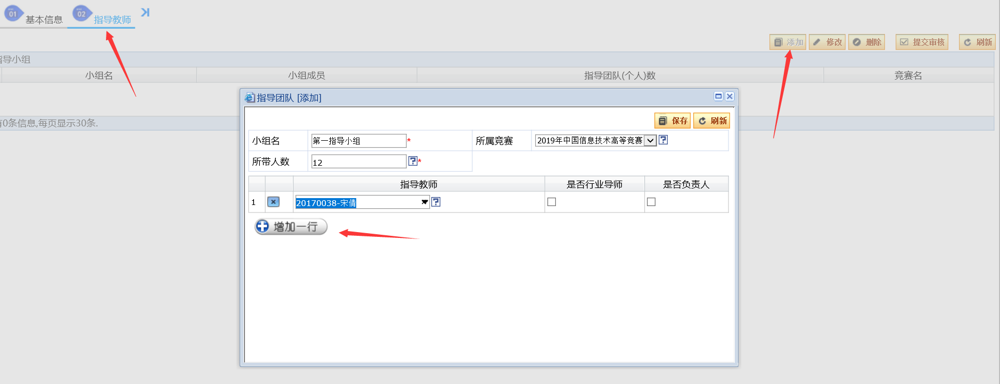 01 基本信息 02 指导教师
添加 修改 删除 提交审核 刷新
指导小组
小组名 小组成员 指导团队(个人)数 竞赛名
0条信息,每页显示30条.
指导团队 [添加]
保存 刷新
小组名 第一指导小组 * 所属竞赛 2019年中国信息技术高等竞赛 ?
所带人数 12 ? *
指导教师 是否行业导师 是否负责人
1 20170038-宋倩 ?
增加一行